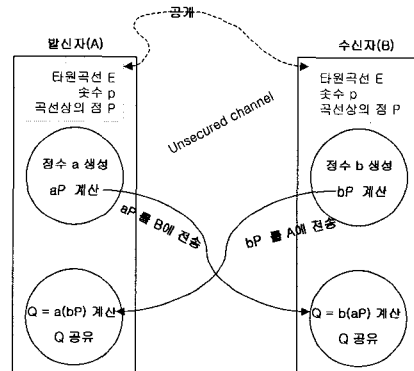 공개
발신자(A)
수신자(B)
타원곡선 E
솟수 p
곡선상의 점 P
타원곡선 E
솟수 p
곡선상의 점 P
Unsecured channel
정수 a 생성
aP 계산
정수 b 생성
bP 계산
aP 를 B에 전송
bP 를 A에 전송
Q = a(bP) 계산
Q 공유
Q = b(aP) 계산
Q 공유